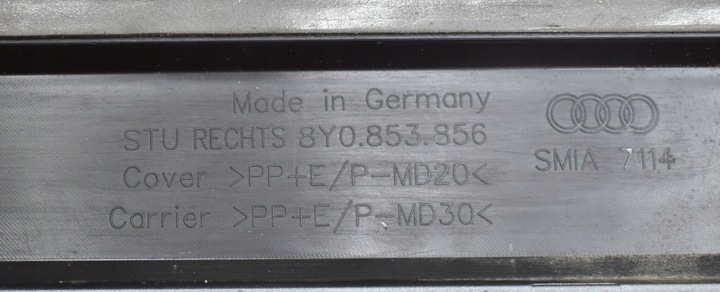 Made in Germany
STU RECHTS 8Y0.853.856
Cover >PP+E/P-MD20<
Carrier >PP+E/P-MD30<
SMIA 7114